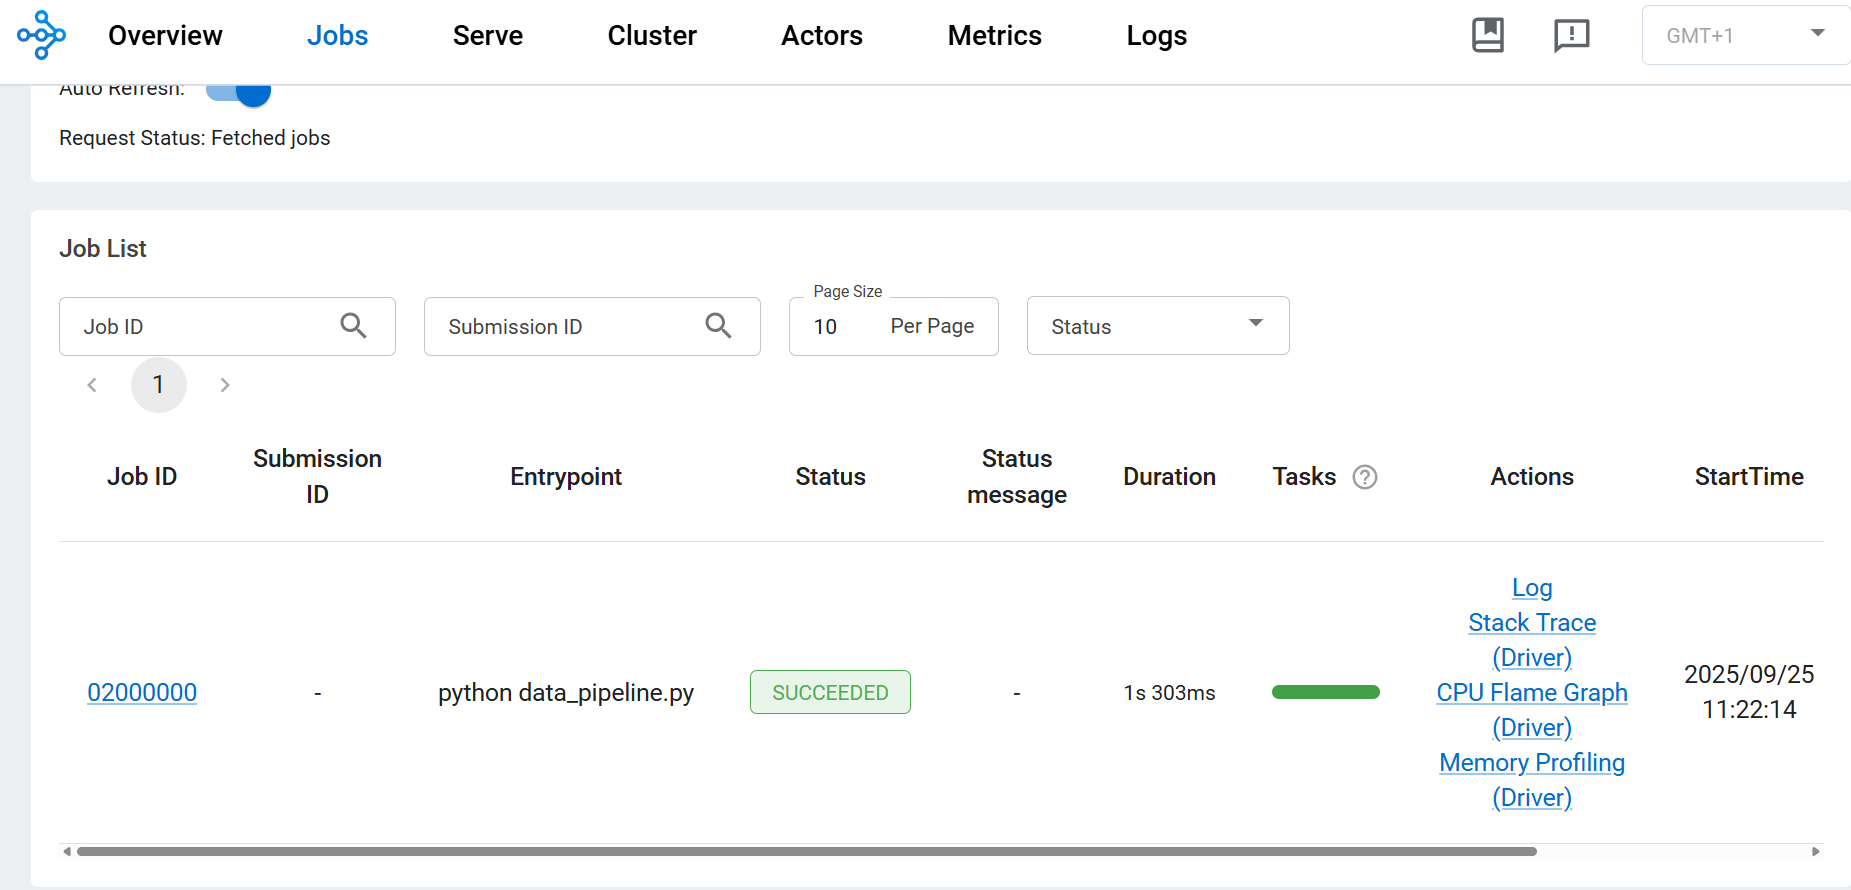 Overview Jobs Serve Cluster Actors Metrics Logs GMT+1
Auto Refresh:
Request Status: Fetched jobs
Job List
Job ID Submission ID Page Size 10 Per Page Status
1
Job ID Submission ID Entrypoint Status Status message Duration Tasks Actions StartTime
02000000 - python data_pipeline.py SUCCEEDED - 1s 303ms
Log
Stack Trace
(Driver)
CPU Flame Graph
(Driver)
Memory Profiling
(Driver)
2025/09/25
11:22:14